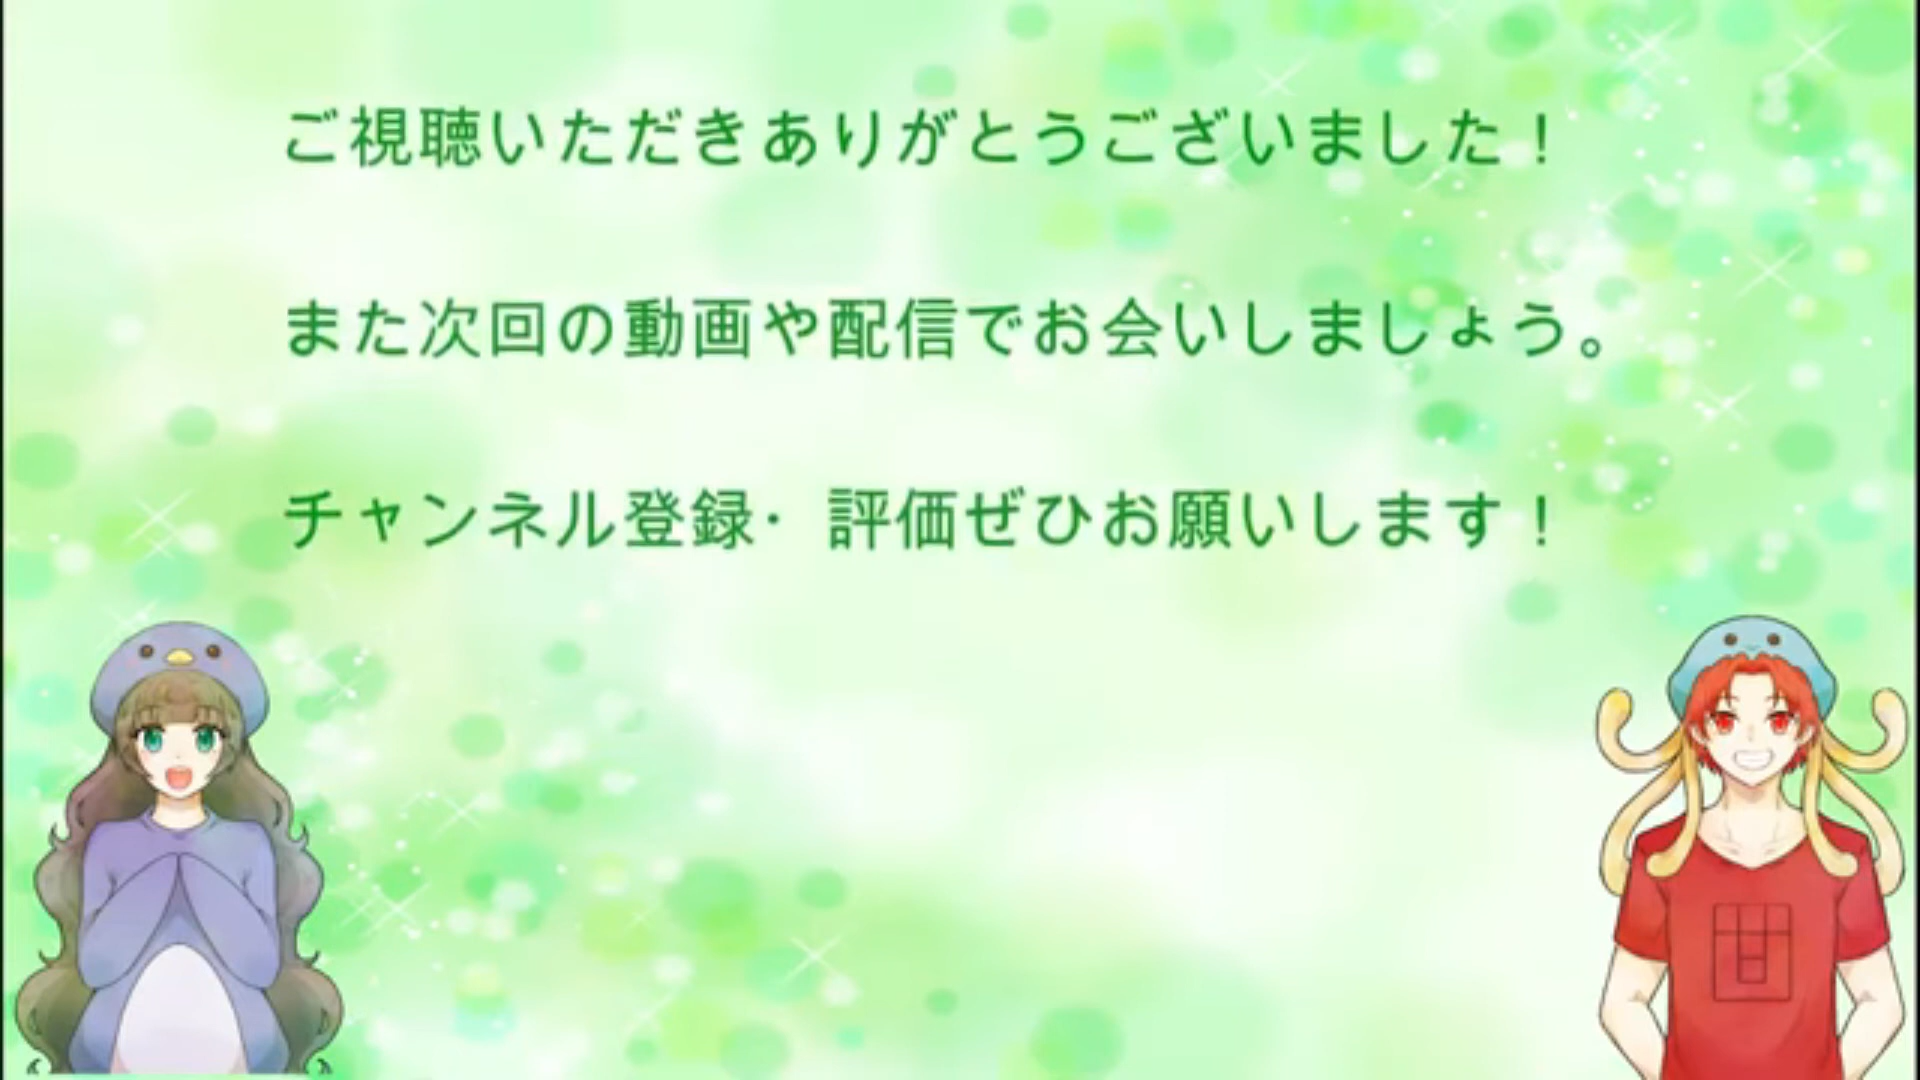 ご視聴いただきありがとうございました！
また次回の動画や配信でお会いしましょう。
チャンネル登録・評価ぜひお願いします！